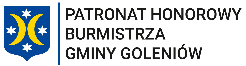 PATRONAT HONOROWY
BURMISTRZA
GMINY GOLENIÓW